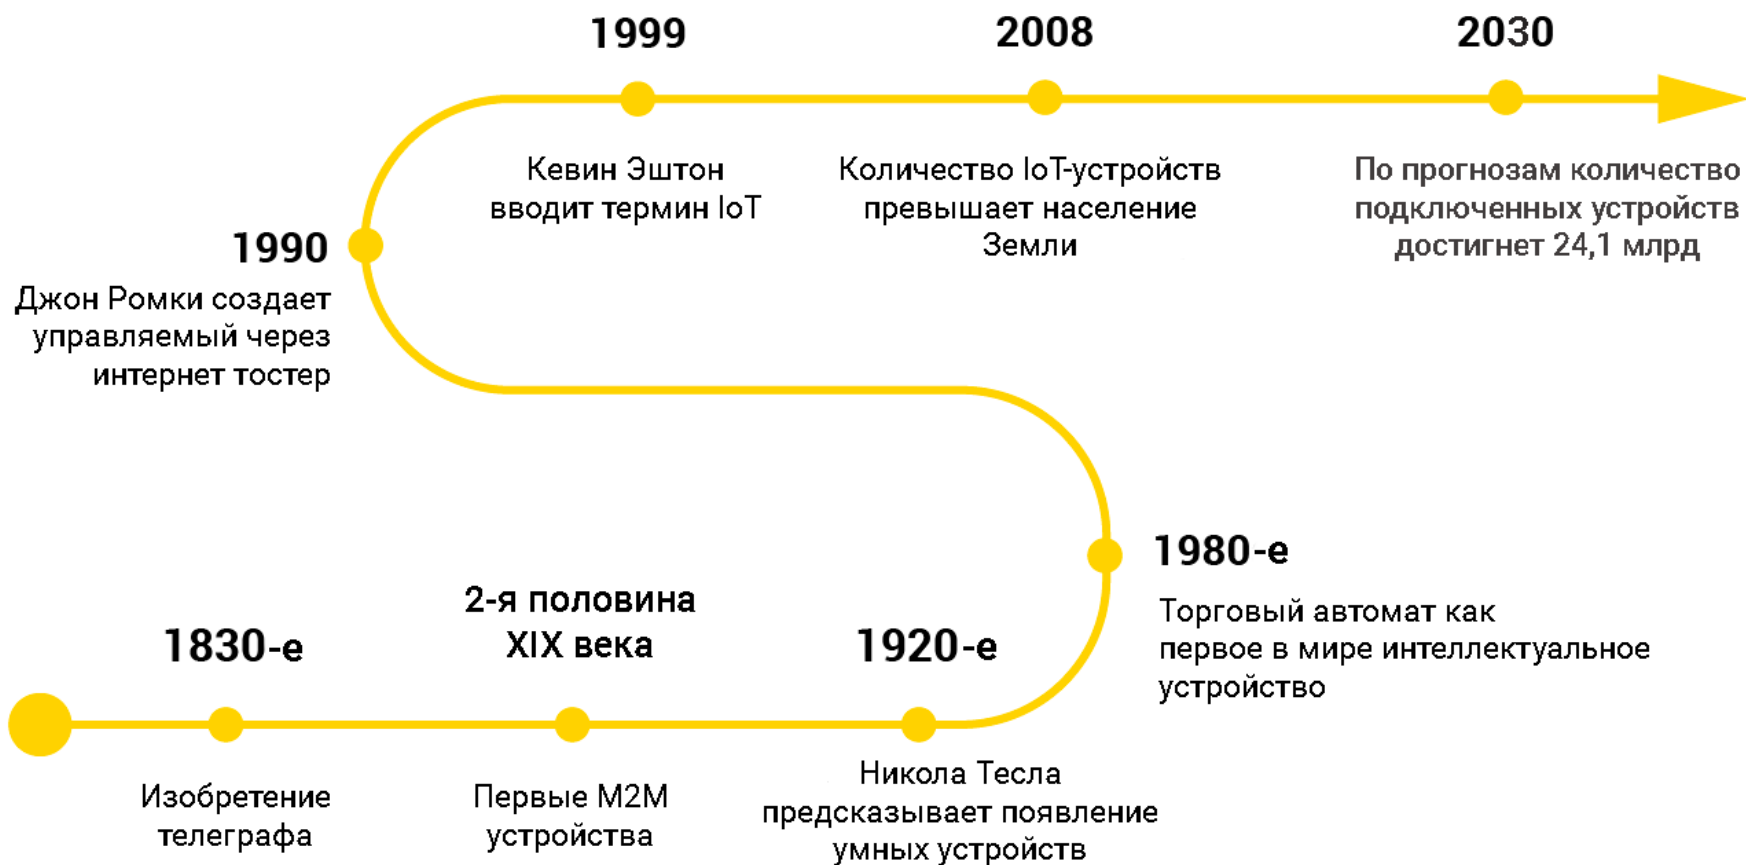 1999
Кевин Эштон
вводит термин IoT
2008
Количество IoT-устройств
превышает население
Земли
2030
По прогнозам количество
подключенных устройств
достигнет 24,1 млрд
1990
Джон Ромки создает
управляемый через
интернет тостер
1980-е
Торговый автомат как
первое в мире интеллектуальное
устройство
1830-е
Изобретение
телеграфа
2-я половина
XIX века
Первые М2М
устройства
1920-е
Никола Тесла
предсказывает появление
умных устройств